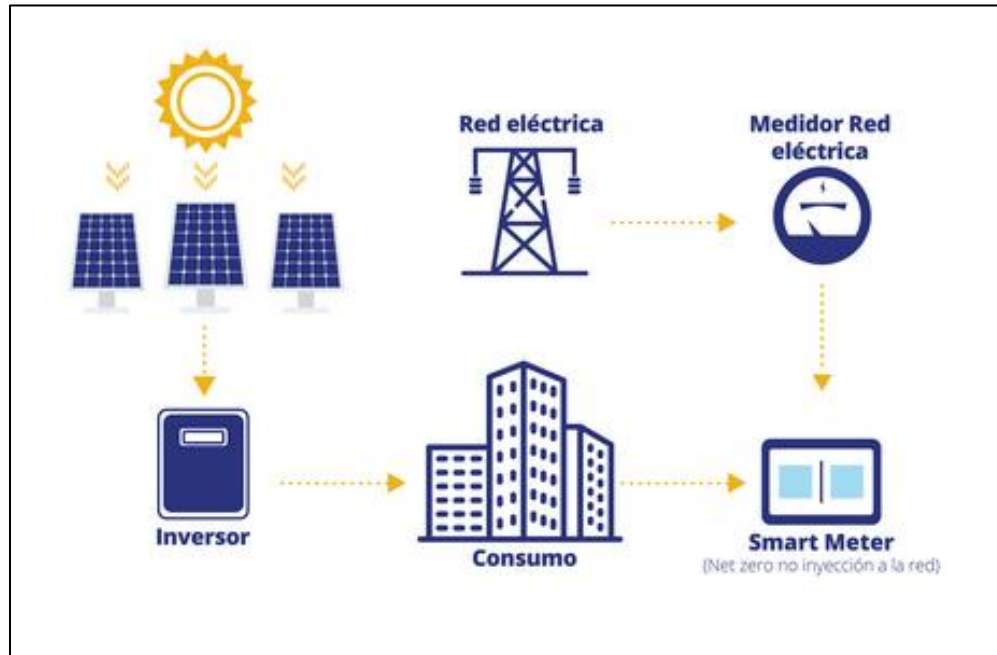 Red eléctrica
Medidor Red
eléctrica
Inversor
Consumo
Smart Meter
(Net zero no inyección a la red)